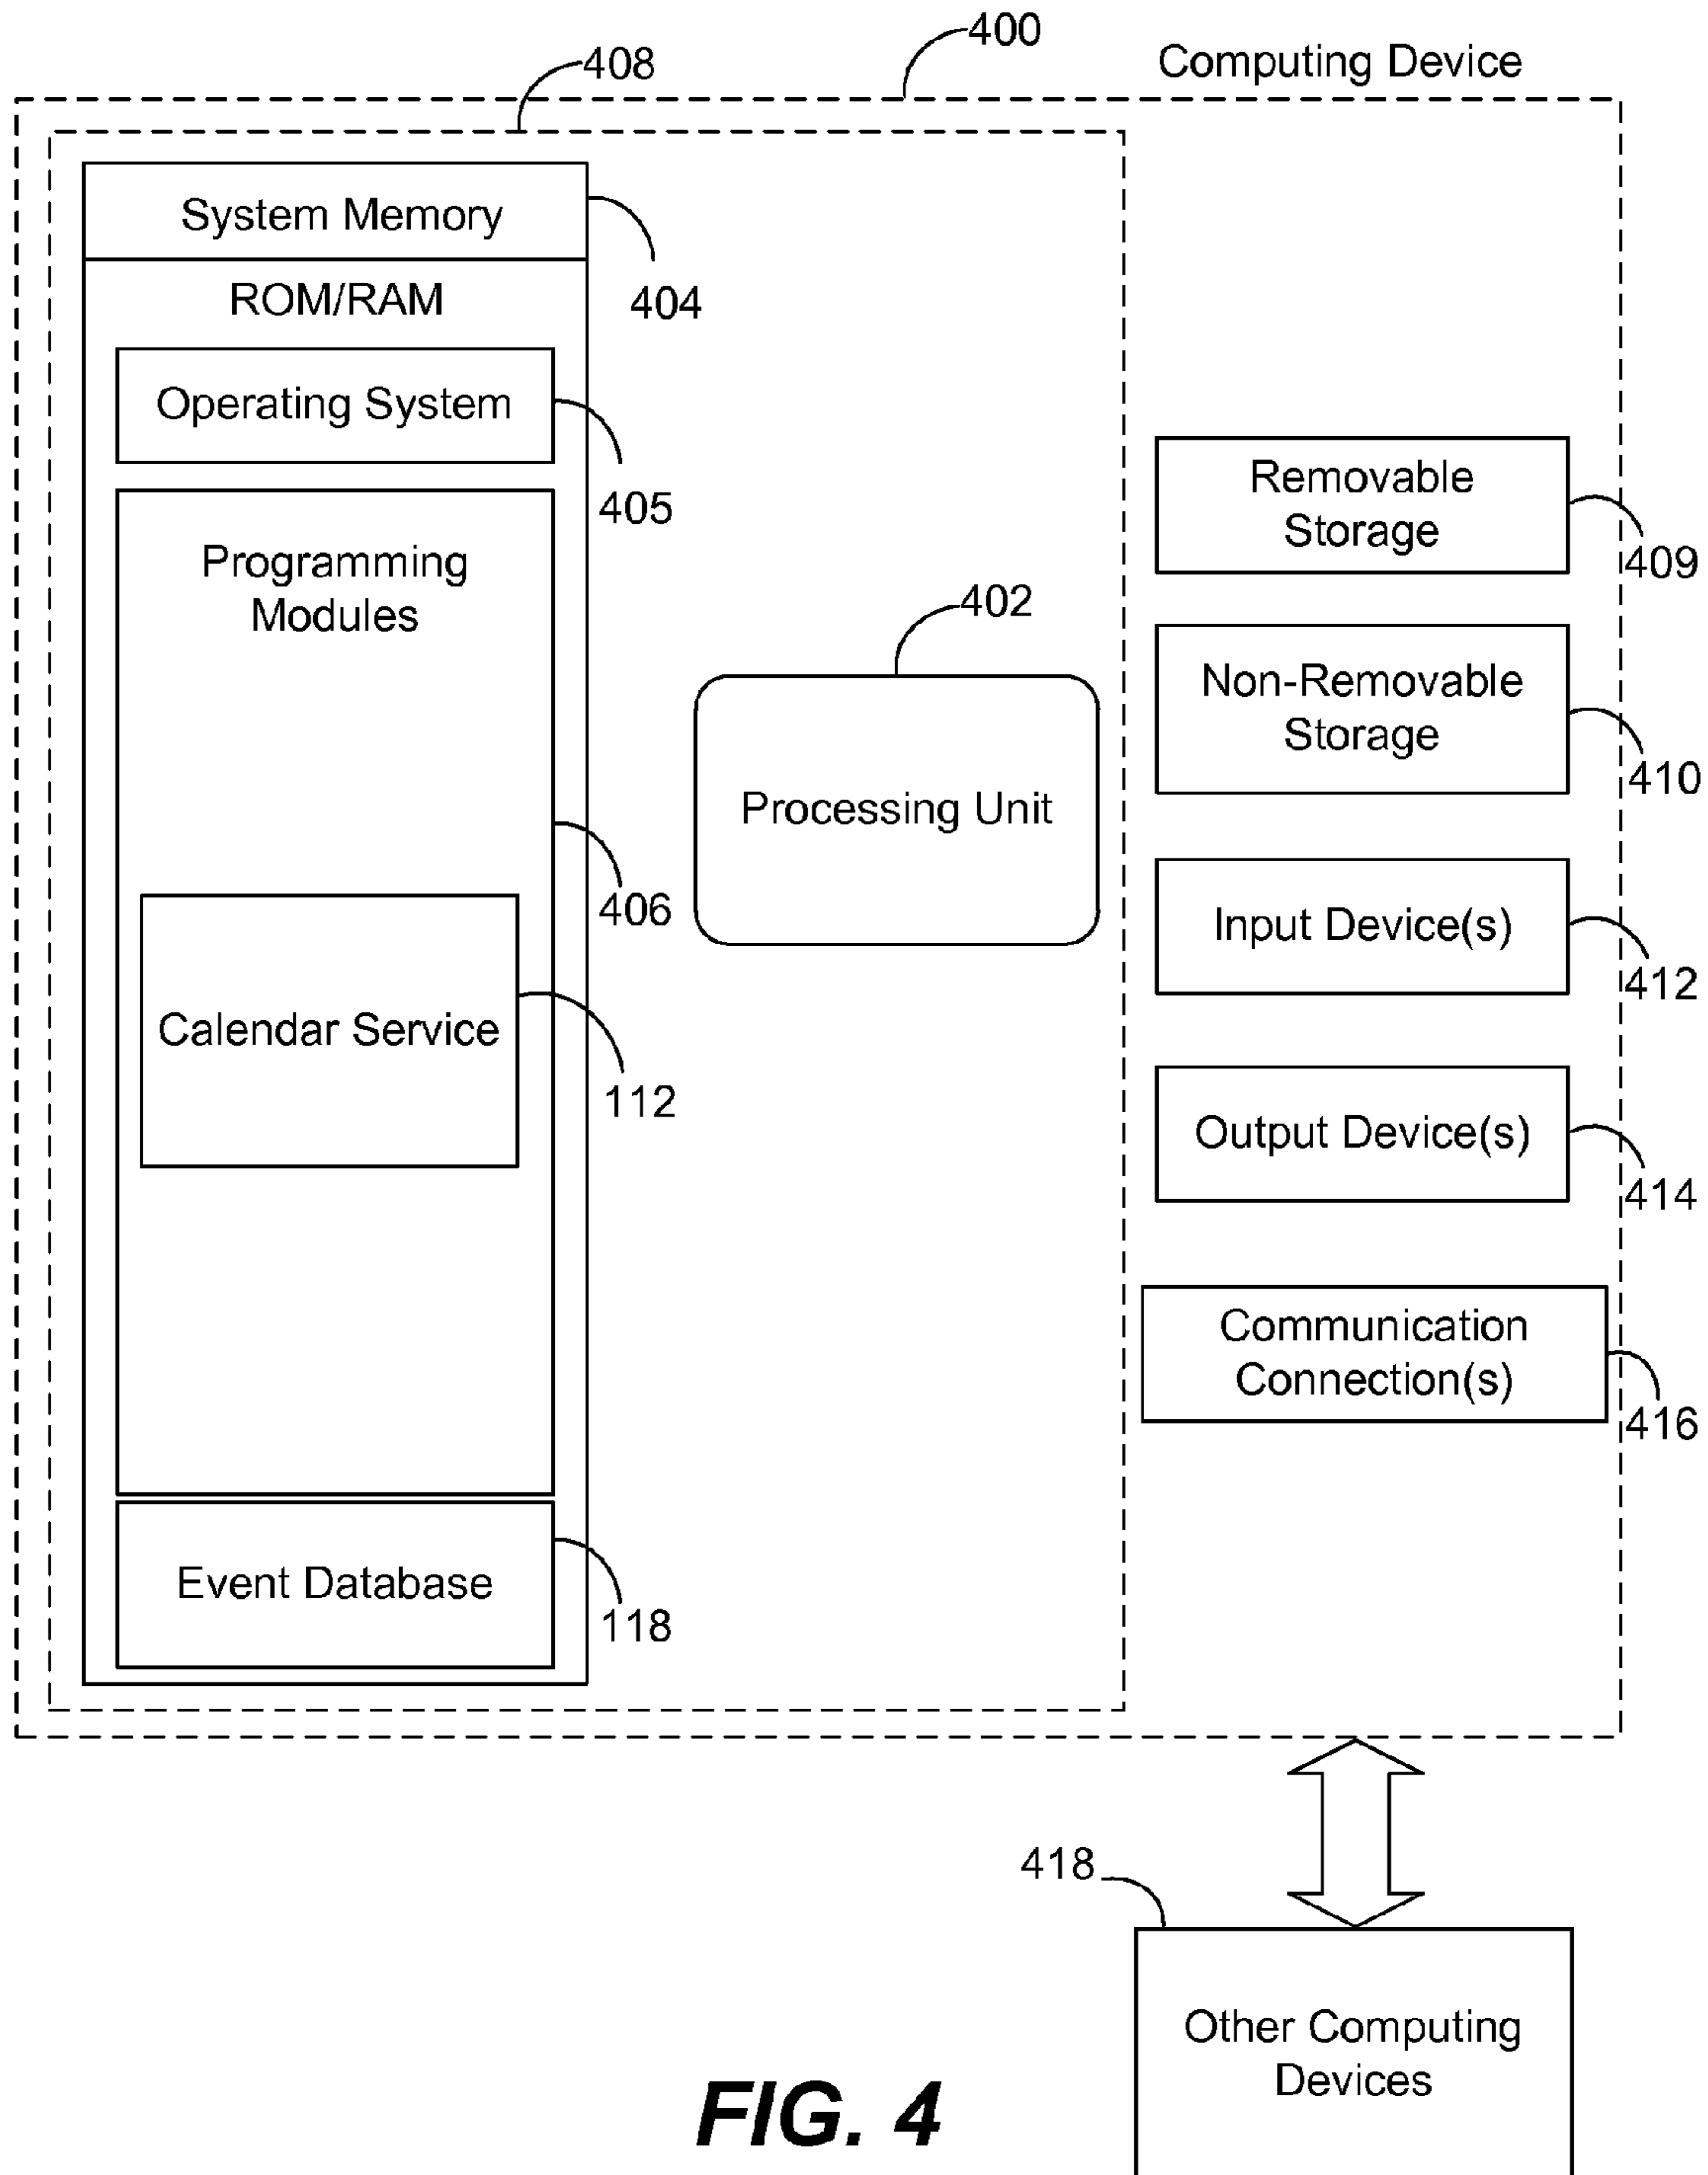 400
Computing Device
408
System Memory
404
ROM/RAM
Operating System
405
Programming
Modules
406
Calendar Service
112
Event Database
118
402
Processing Unit
Removable
Storage
409
Non-Removable
Storage
410
Input Device(s)
412
Output Device(s)
414
Communication
Connection(s)
416
418
Other Computing
Devices
FIG. 4